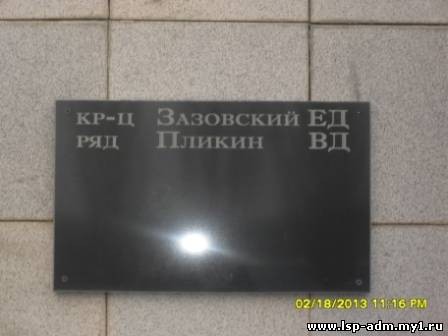 КР-Ц ЗАЗОВСКИЙ ЕД
РЯД ПЛИКИН ВД
02/18/2013 11:16 PM
www.lsp-adm.my1.ru